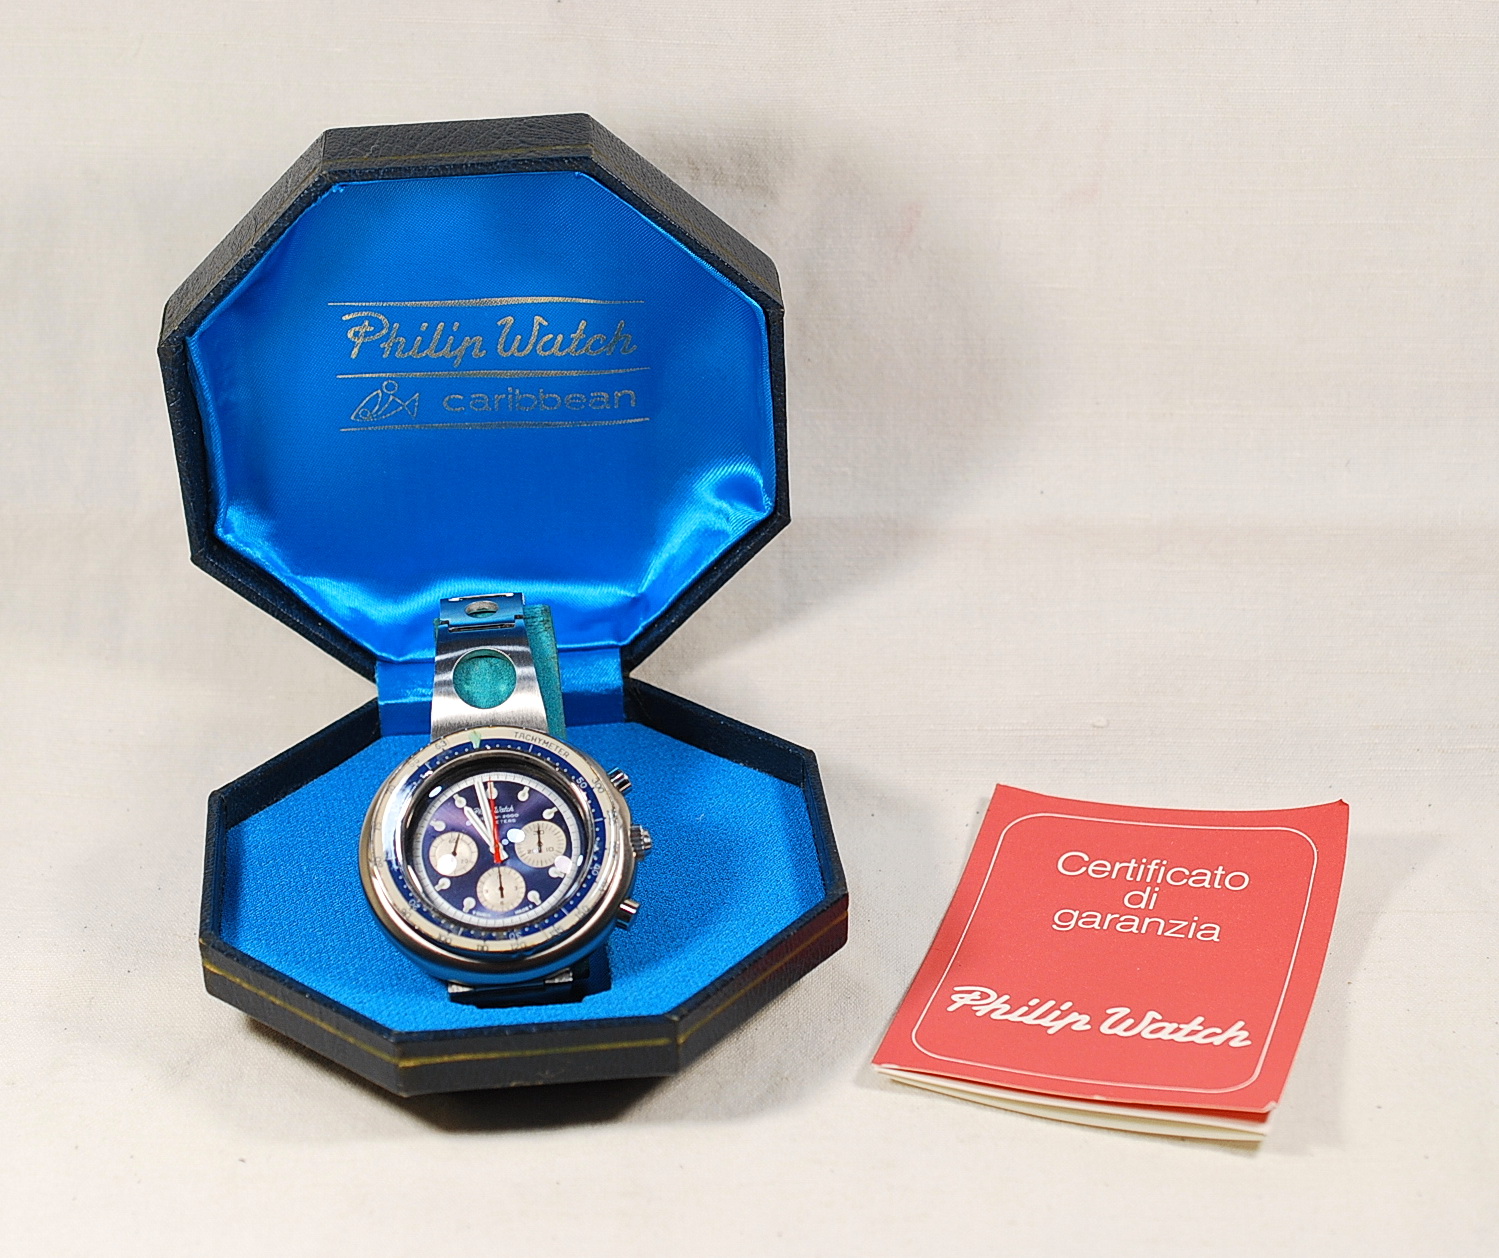 Philip Watch
caribbean
TACHYMETER
Certificato
di
garanzia
Philip Watch